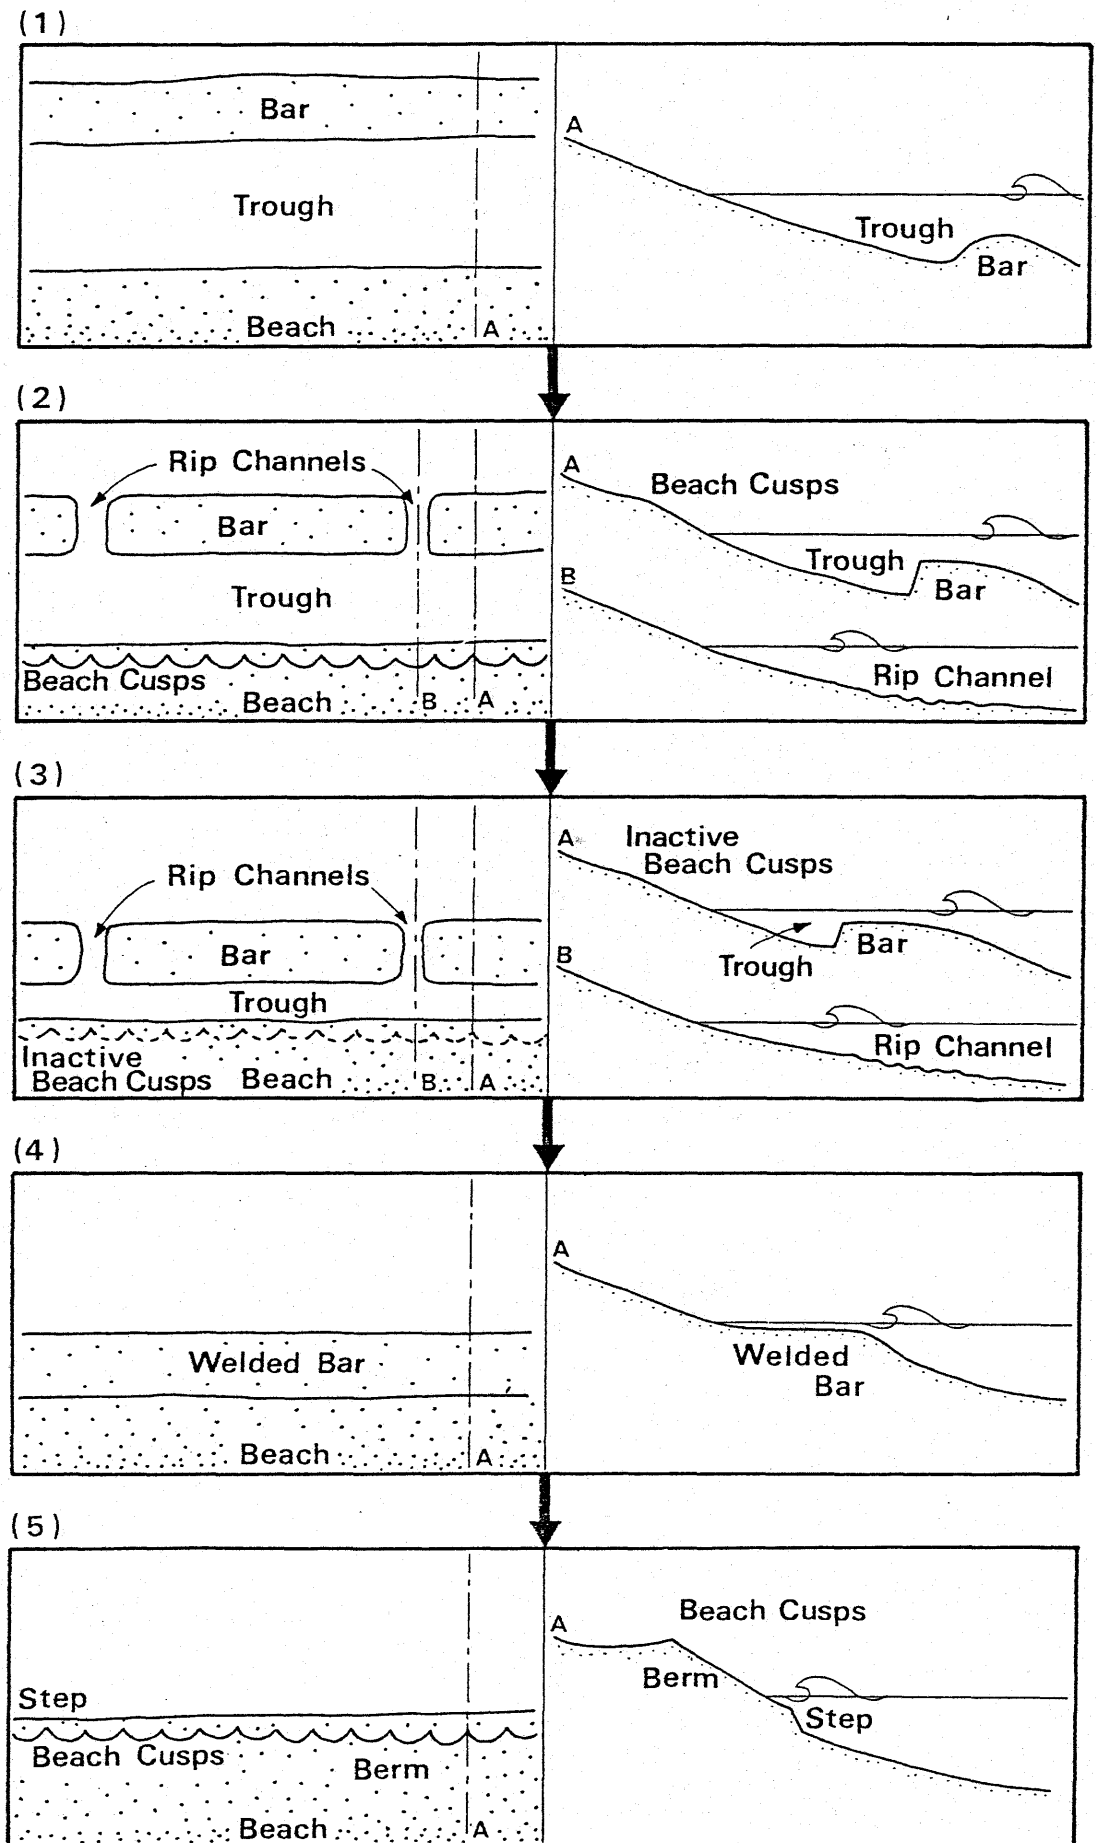 (1)
Bar
Trough
Beach
A
A
Trough
Bar
(2)
Rip Channels
Bar
Trough
Beach Cusps
Beach
B
A
A
Beach Cusps
Trough
Bar
B
Rip Channel
(3)
Rip Channels
Bar
Trough
Inactive
Beach Cusps
Beach
B
A
A
Inactive
Beach Cusps
Trough
Bar
B
Rip Channel
(4)
Welded Bar
Beach
A
A
Welded
Bar
(5)
Step
Beach Cusps
Berm
Beach
A
A
Beach Cusps
Berm
Step